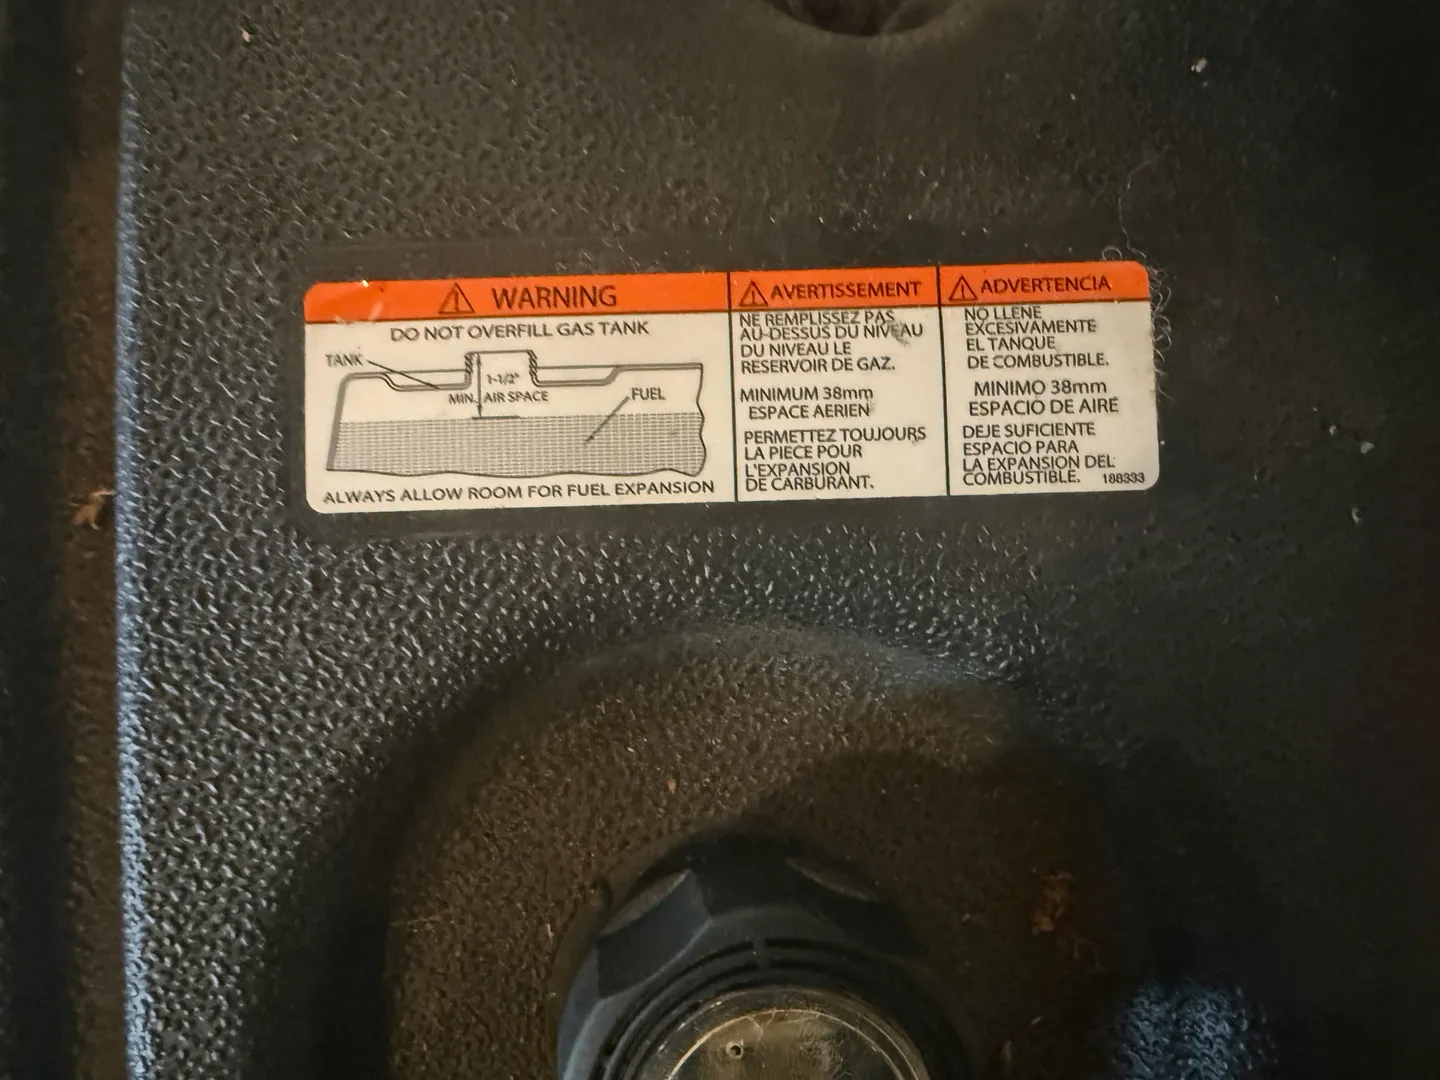 WARNING
DO NOT OVERFILL GAS TANK
TANK
1-1/2"
MIN. AIR SPACE
FUEL
ALWAYS ALLOW ROOM FOR FUEL EXPANSION
AVERTISSEMENT
NE REMPLISSEZ PAS
AU-DESSUS DU NIVEAU
DU NIVEAU LE
RESERVOIR DE GAZ.
MINIMUM 38mm
ESPACE AERIEN
PERMETTEZ TOUJOURS
LA PIECE POUR
L'EXPANSION
DE CARBURANT.
ADVERTENCIA
NO LLENE
EXCESIVAMENTE
EL TANQUE
DE COMBUSTIBLE.
MINIMO 38mm
ESPACIO DE AIRE
DEJE SUFICIENTE
ESPACIO PARA
LA EXPANSION DEL
COMBUSTIBLE. 188333